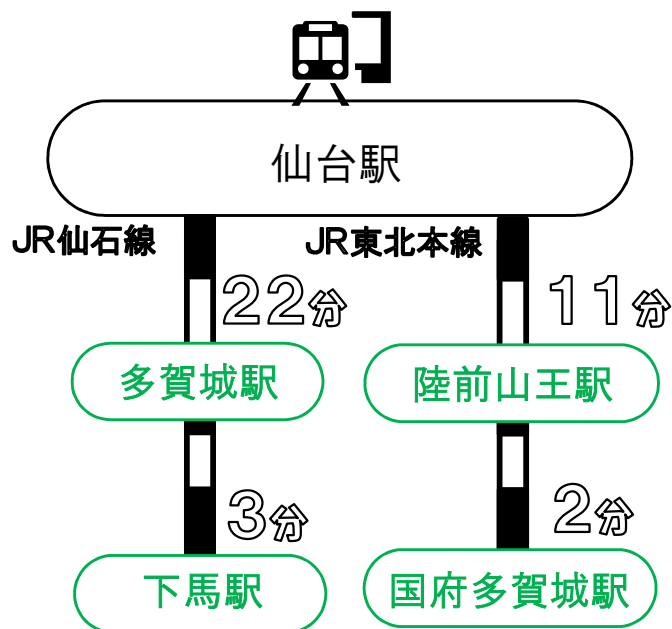 仙台駅
JR仙石線
JR東北本線
22分
11分
多賀城駅
陸前山王駅
3分
2分
下馬駅
国府多賀城駅